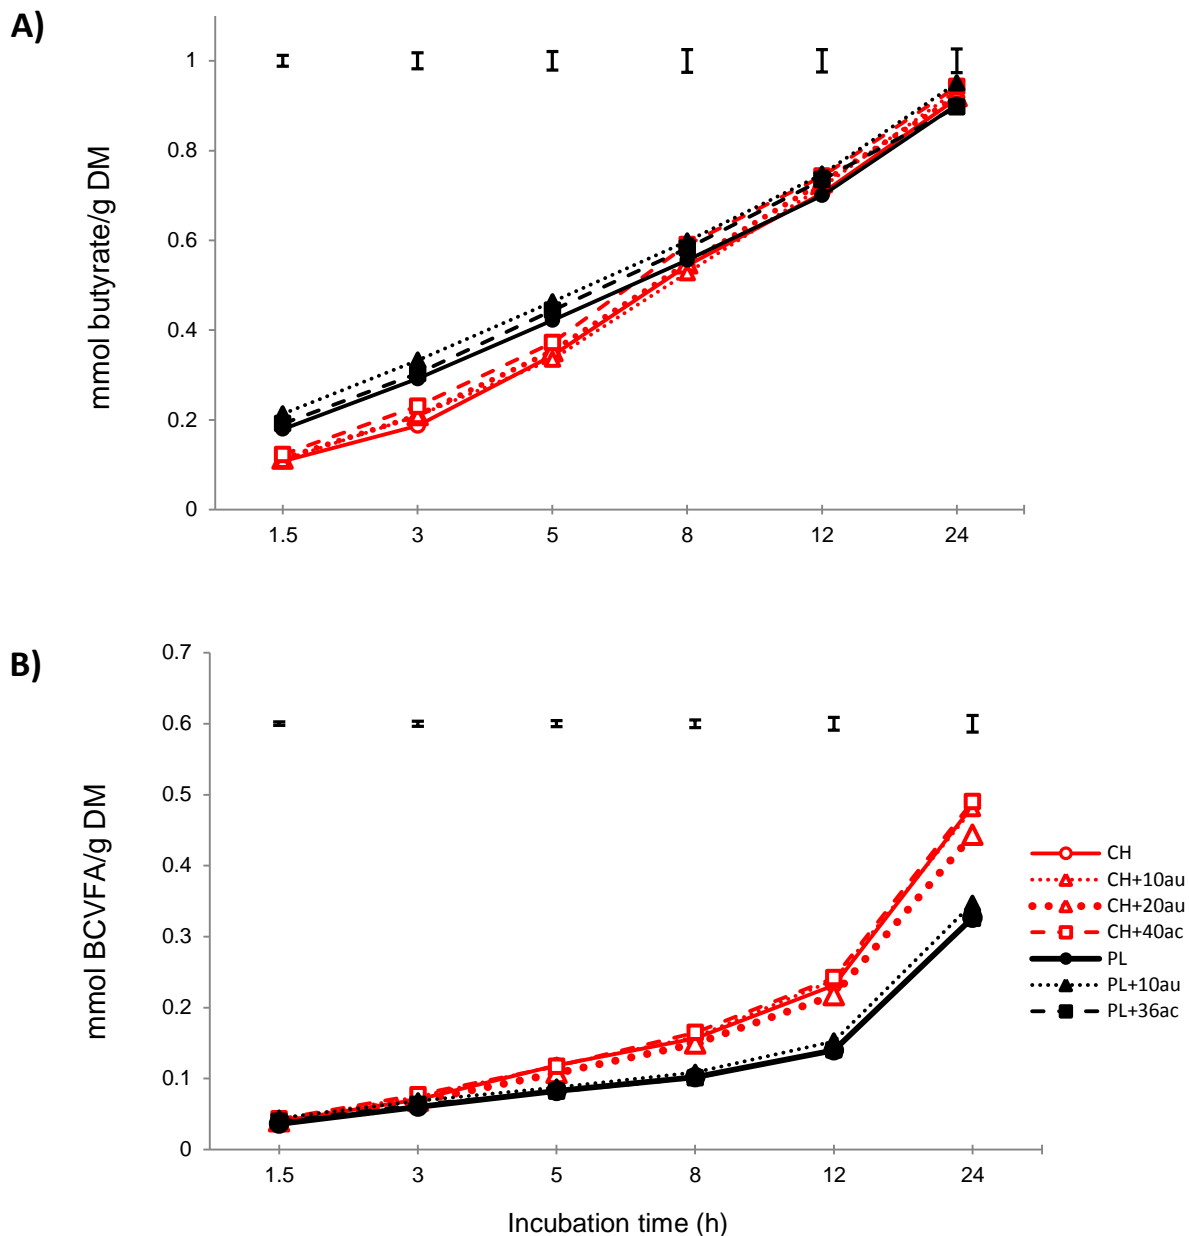 A)
mmol butyrate/g DM
1
0.8
0.6
0.4
0.2
0
1.5 3 5 8 12 24
B)
mmol BCVFA/g DM
0.7
0.6
0.5
0.4
0.3
0.2
0.1
0
1.5 3 5 8 12 24
Incubation time (h)
CH
CH+10au
CH+20au
CH+40ac
PL
PL+10au
PL+36ac